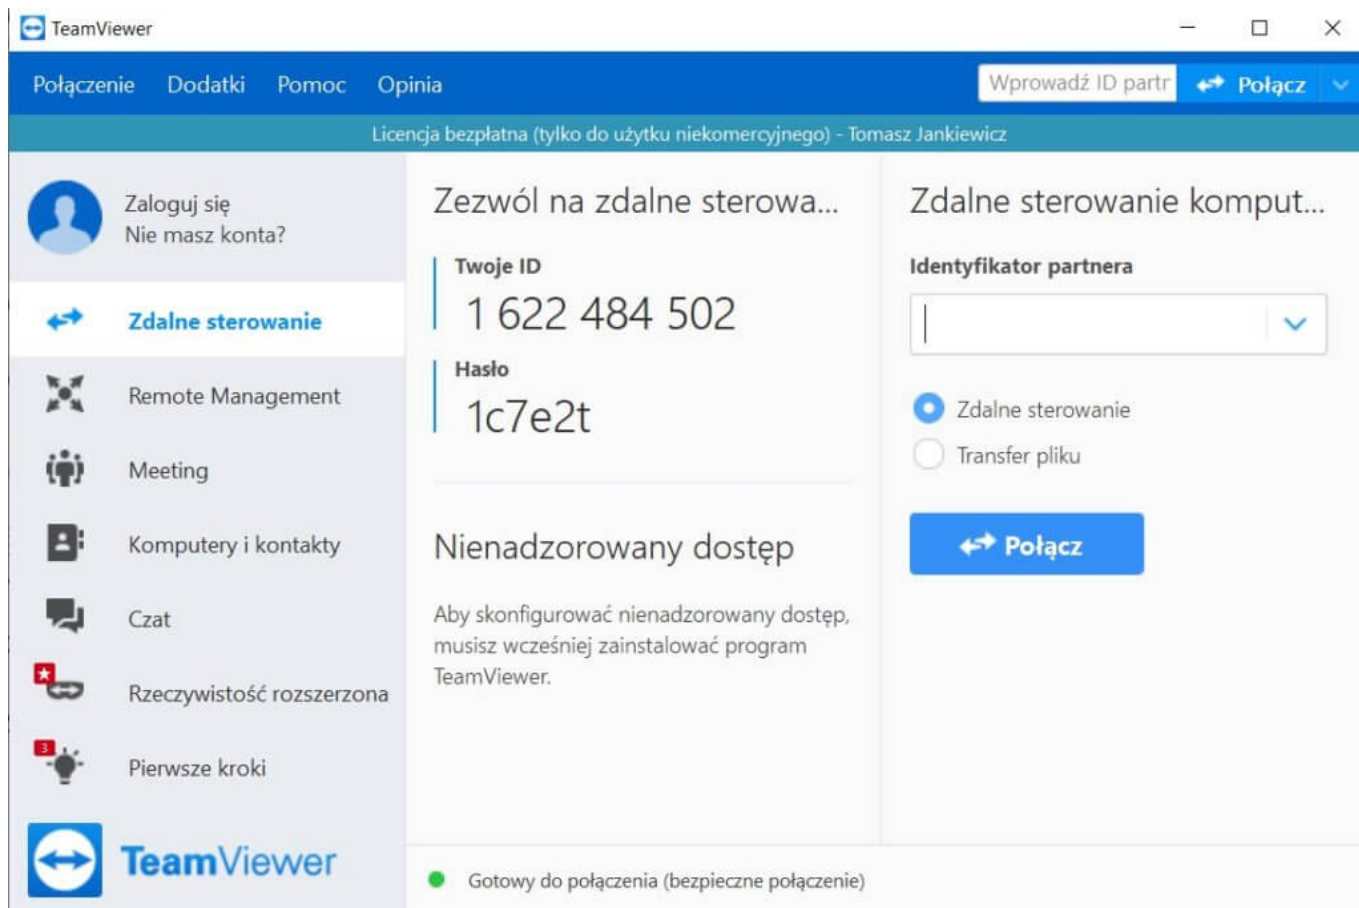 TeamViewer
Połączenie Dodatki Pomoc Opinia
Wprowadź ID partr
Połącz
Licencja bezpłatna (tylko do użytku niekomercyjnego) - Tomasz Jankiewicz
Zaloguj się
Nie masz konta?
Zdalne sterowanie
Remote Management
Meeting
Komputery i kontakty
Czat
Rzeczywistość rozszerzona
3
Pierwsze kroki
TeamViewer
Zezwól na zdalne sterowa...
Twoje ID
1 622 484 502
Hasło
1c7e2t
Nienadzorowany dostęp
Aby skonfigurować nienadzorowany dostęp,
musisz wcześniej zainstalować program
TeamViewer.
Zdalne sterowanie komput...
Identyfikator partnera
Zdalne sterowanie
Transfer pliku
Połącz
Gotowy do połączenia (bezpieczne połączenie)